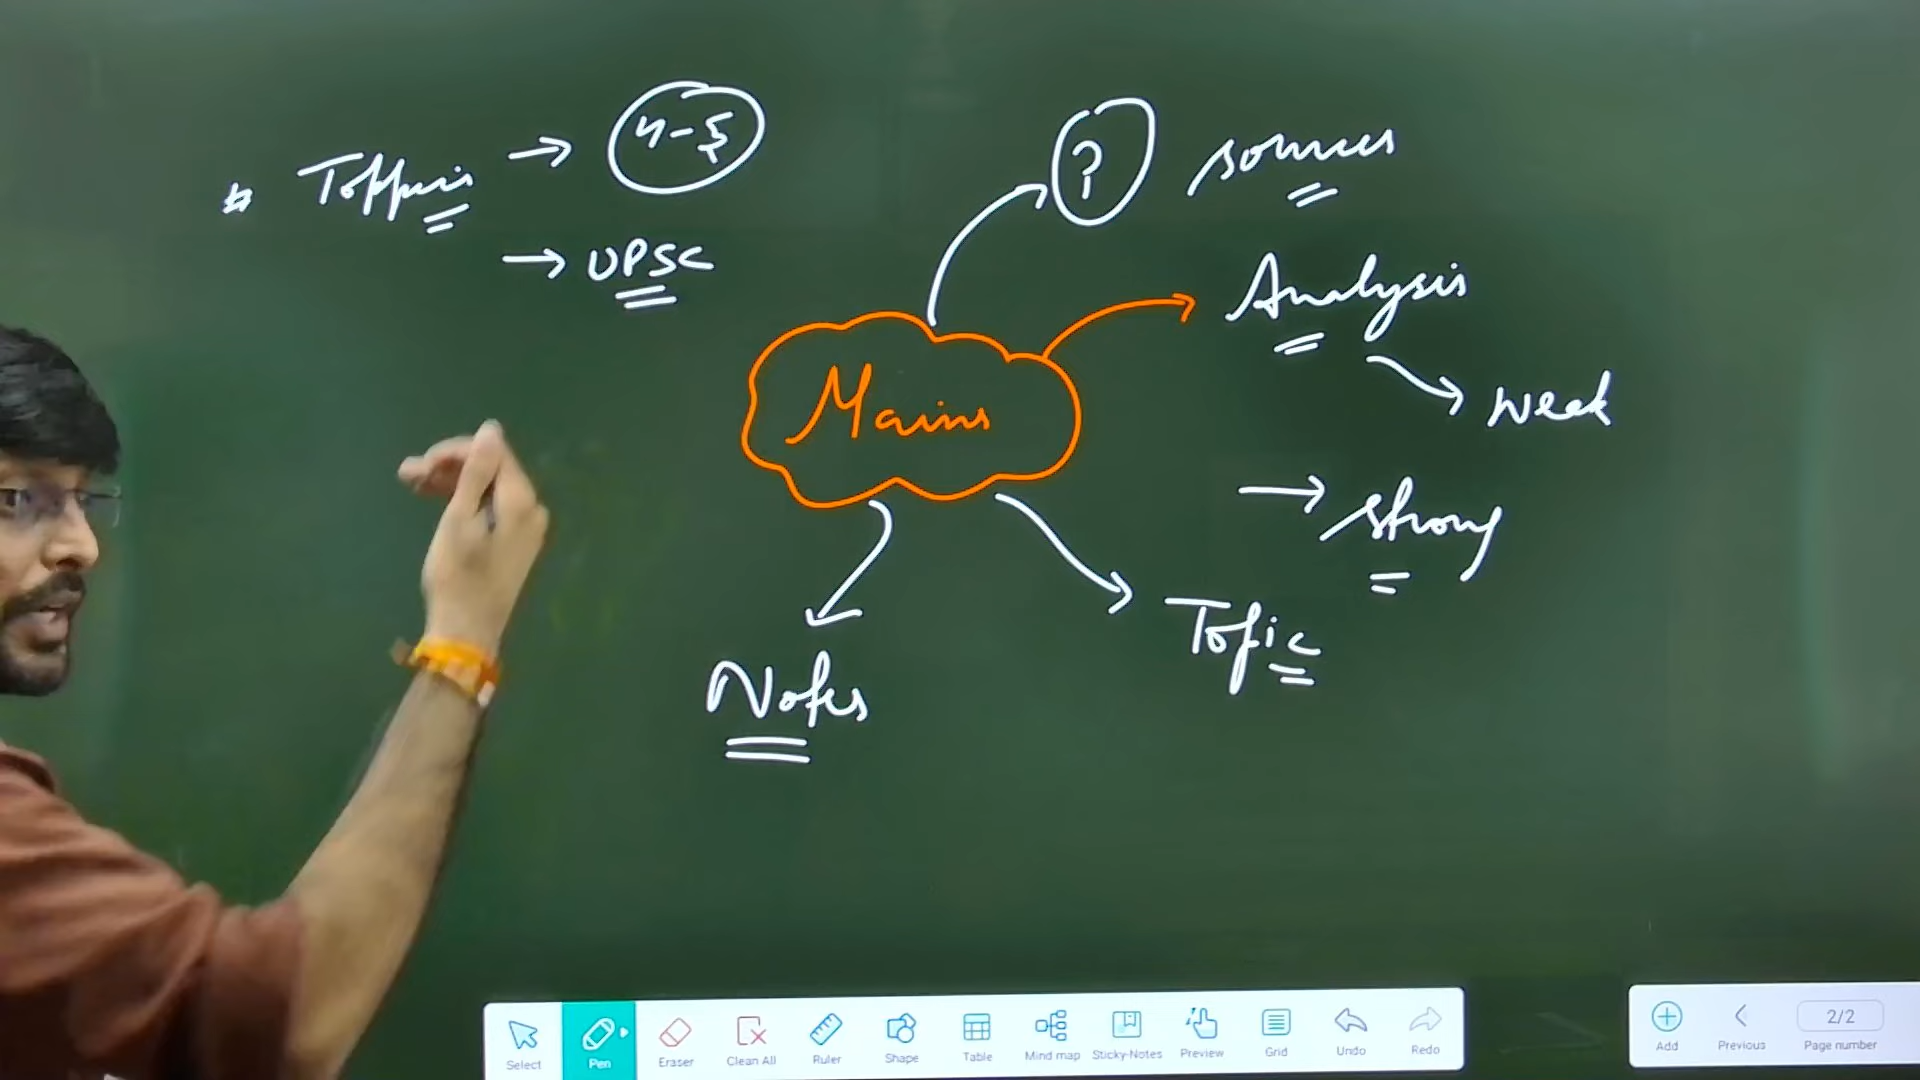 * Toppers → 4-5
→ UPSC
? sources
Analysis
→ weak
→ strong
Mains
Topic
Notes
Select
Pen
Eraser
Clean All
Ruler
Shape
Table
Mind map
Sticky-Notes
Preview
Grid
Undo
Redo
Add
Previous
2/2
Page number